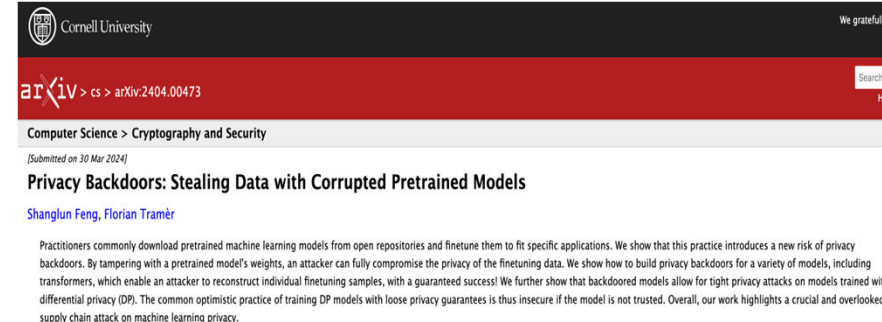 Cornell University
We gratefull
arXiv > cs > arXiv:2404.00473
Search
H
Computer Science > Cryptography and Security
[Submitted on 30 Mar 2024]
Privacy Backdoors: Stealing Data with Corrupted Pretrained Models
Shanglun Feng, Florian Tramèr
Practitioners commonly download pretrained machine learning models from open repositories and finetune them to fit specific applications. We show that this practice introduces a new risk of privacy
backdoors. By tampering with a pretrained model's weights, an attacker can fully compromise the privacy of the finetuning data. We show how to build privacy backdoors for a variety of models, including
transformers, which enable an attacker to reconstruct individual finetuning samples, with a guaranteed success! We further show that backdoored models allow for tight privacy attacks on models trained wit
differential privacy (DP). The common optimistic practice of training DP models with loose privacy guarantees is thus insecure if the model is not trusted. Overall, our work highlights a crucial and overlooked
supply chain attack on machine learning privacy.